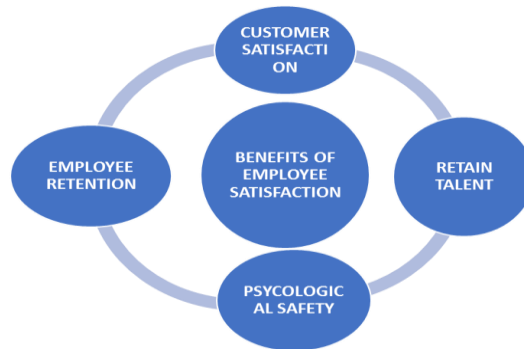 CUSTOMER
SATISFACTI
ON
EMPLOYEE
RETENTION
BENEFITS OF
EMPLOYEE
SATISFACTION
RETAIN
TALENT
PSYCOLOGIC
AL SAFETY